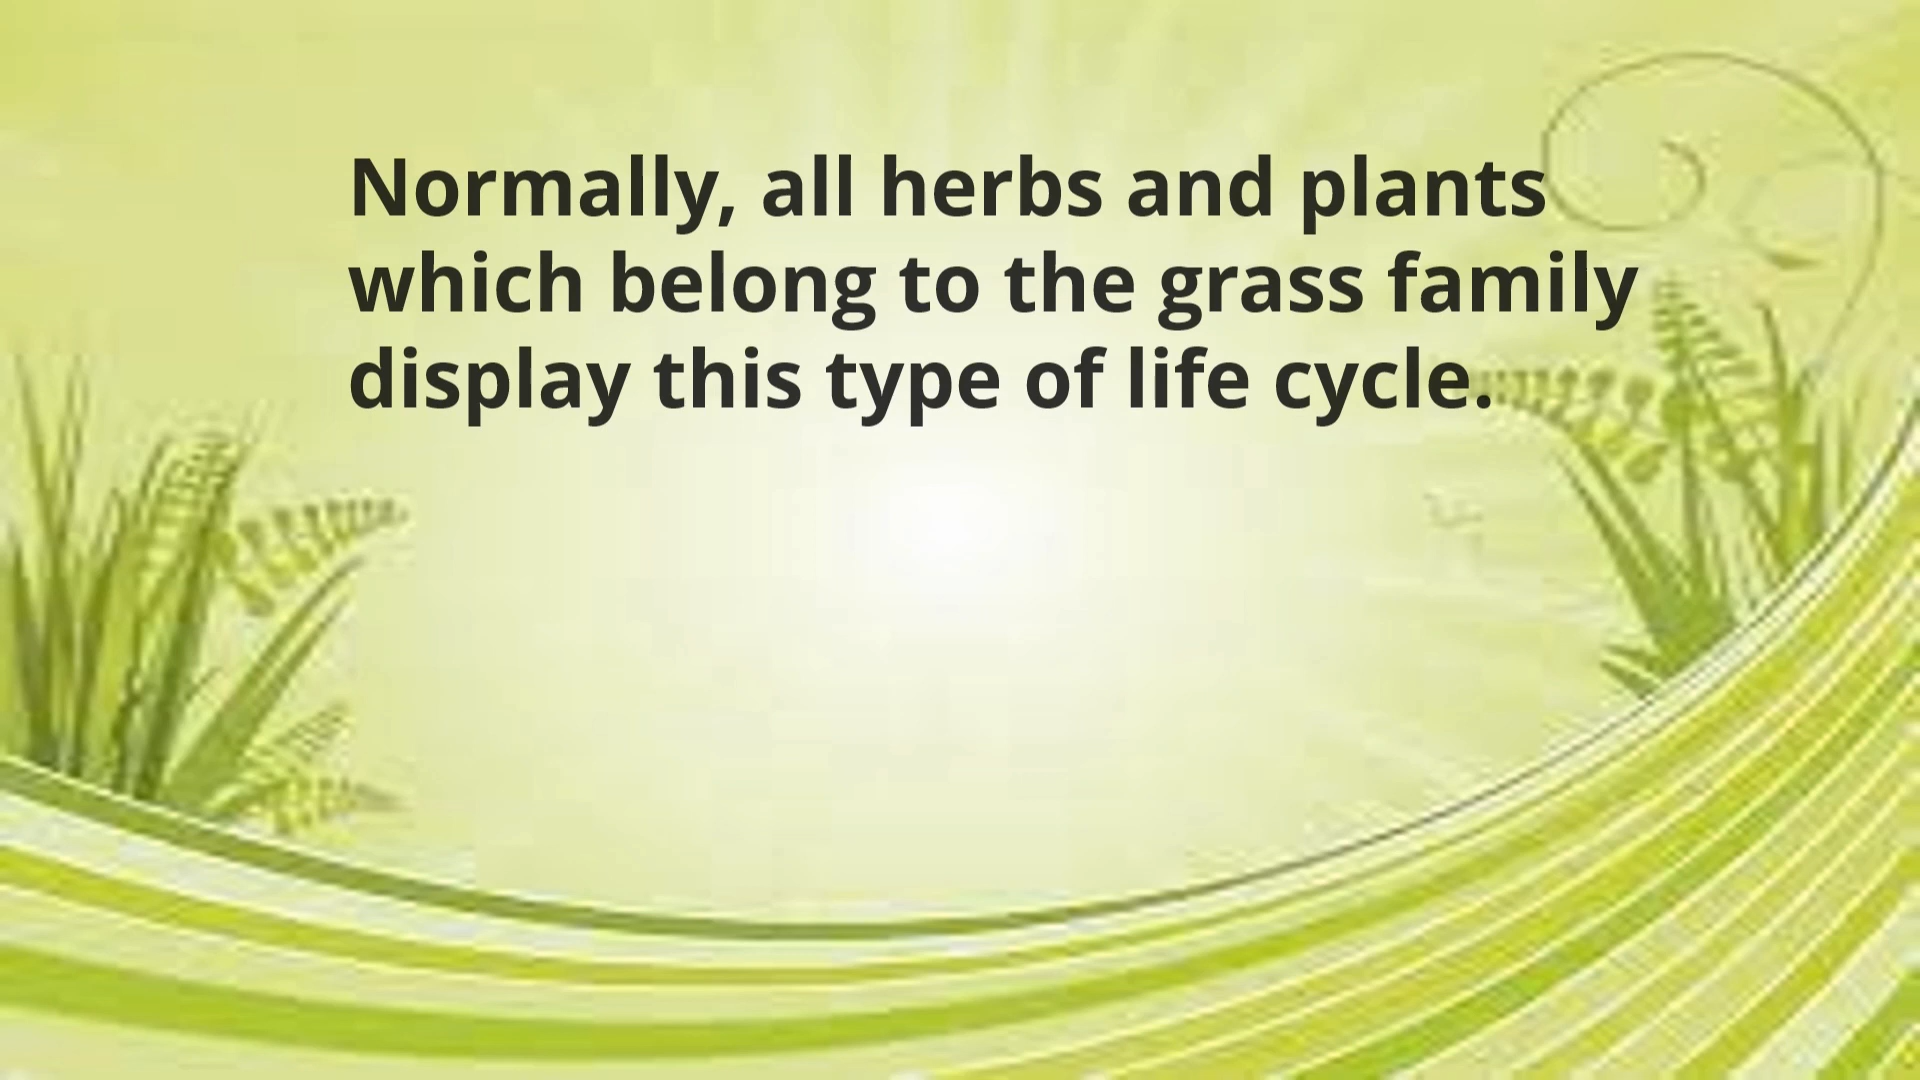 Normally, all herbs and plants
which belong to the grass family
display this type of life cycle.